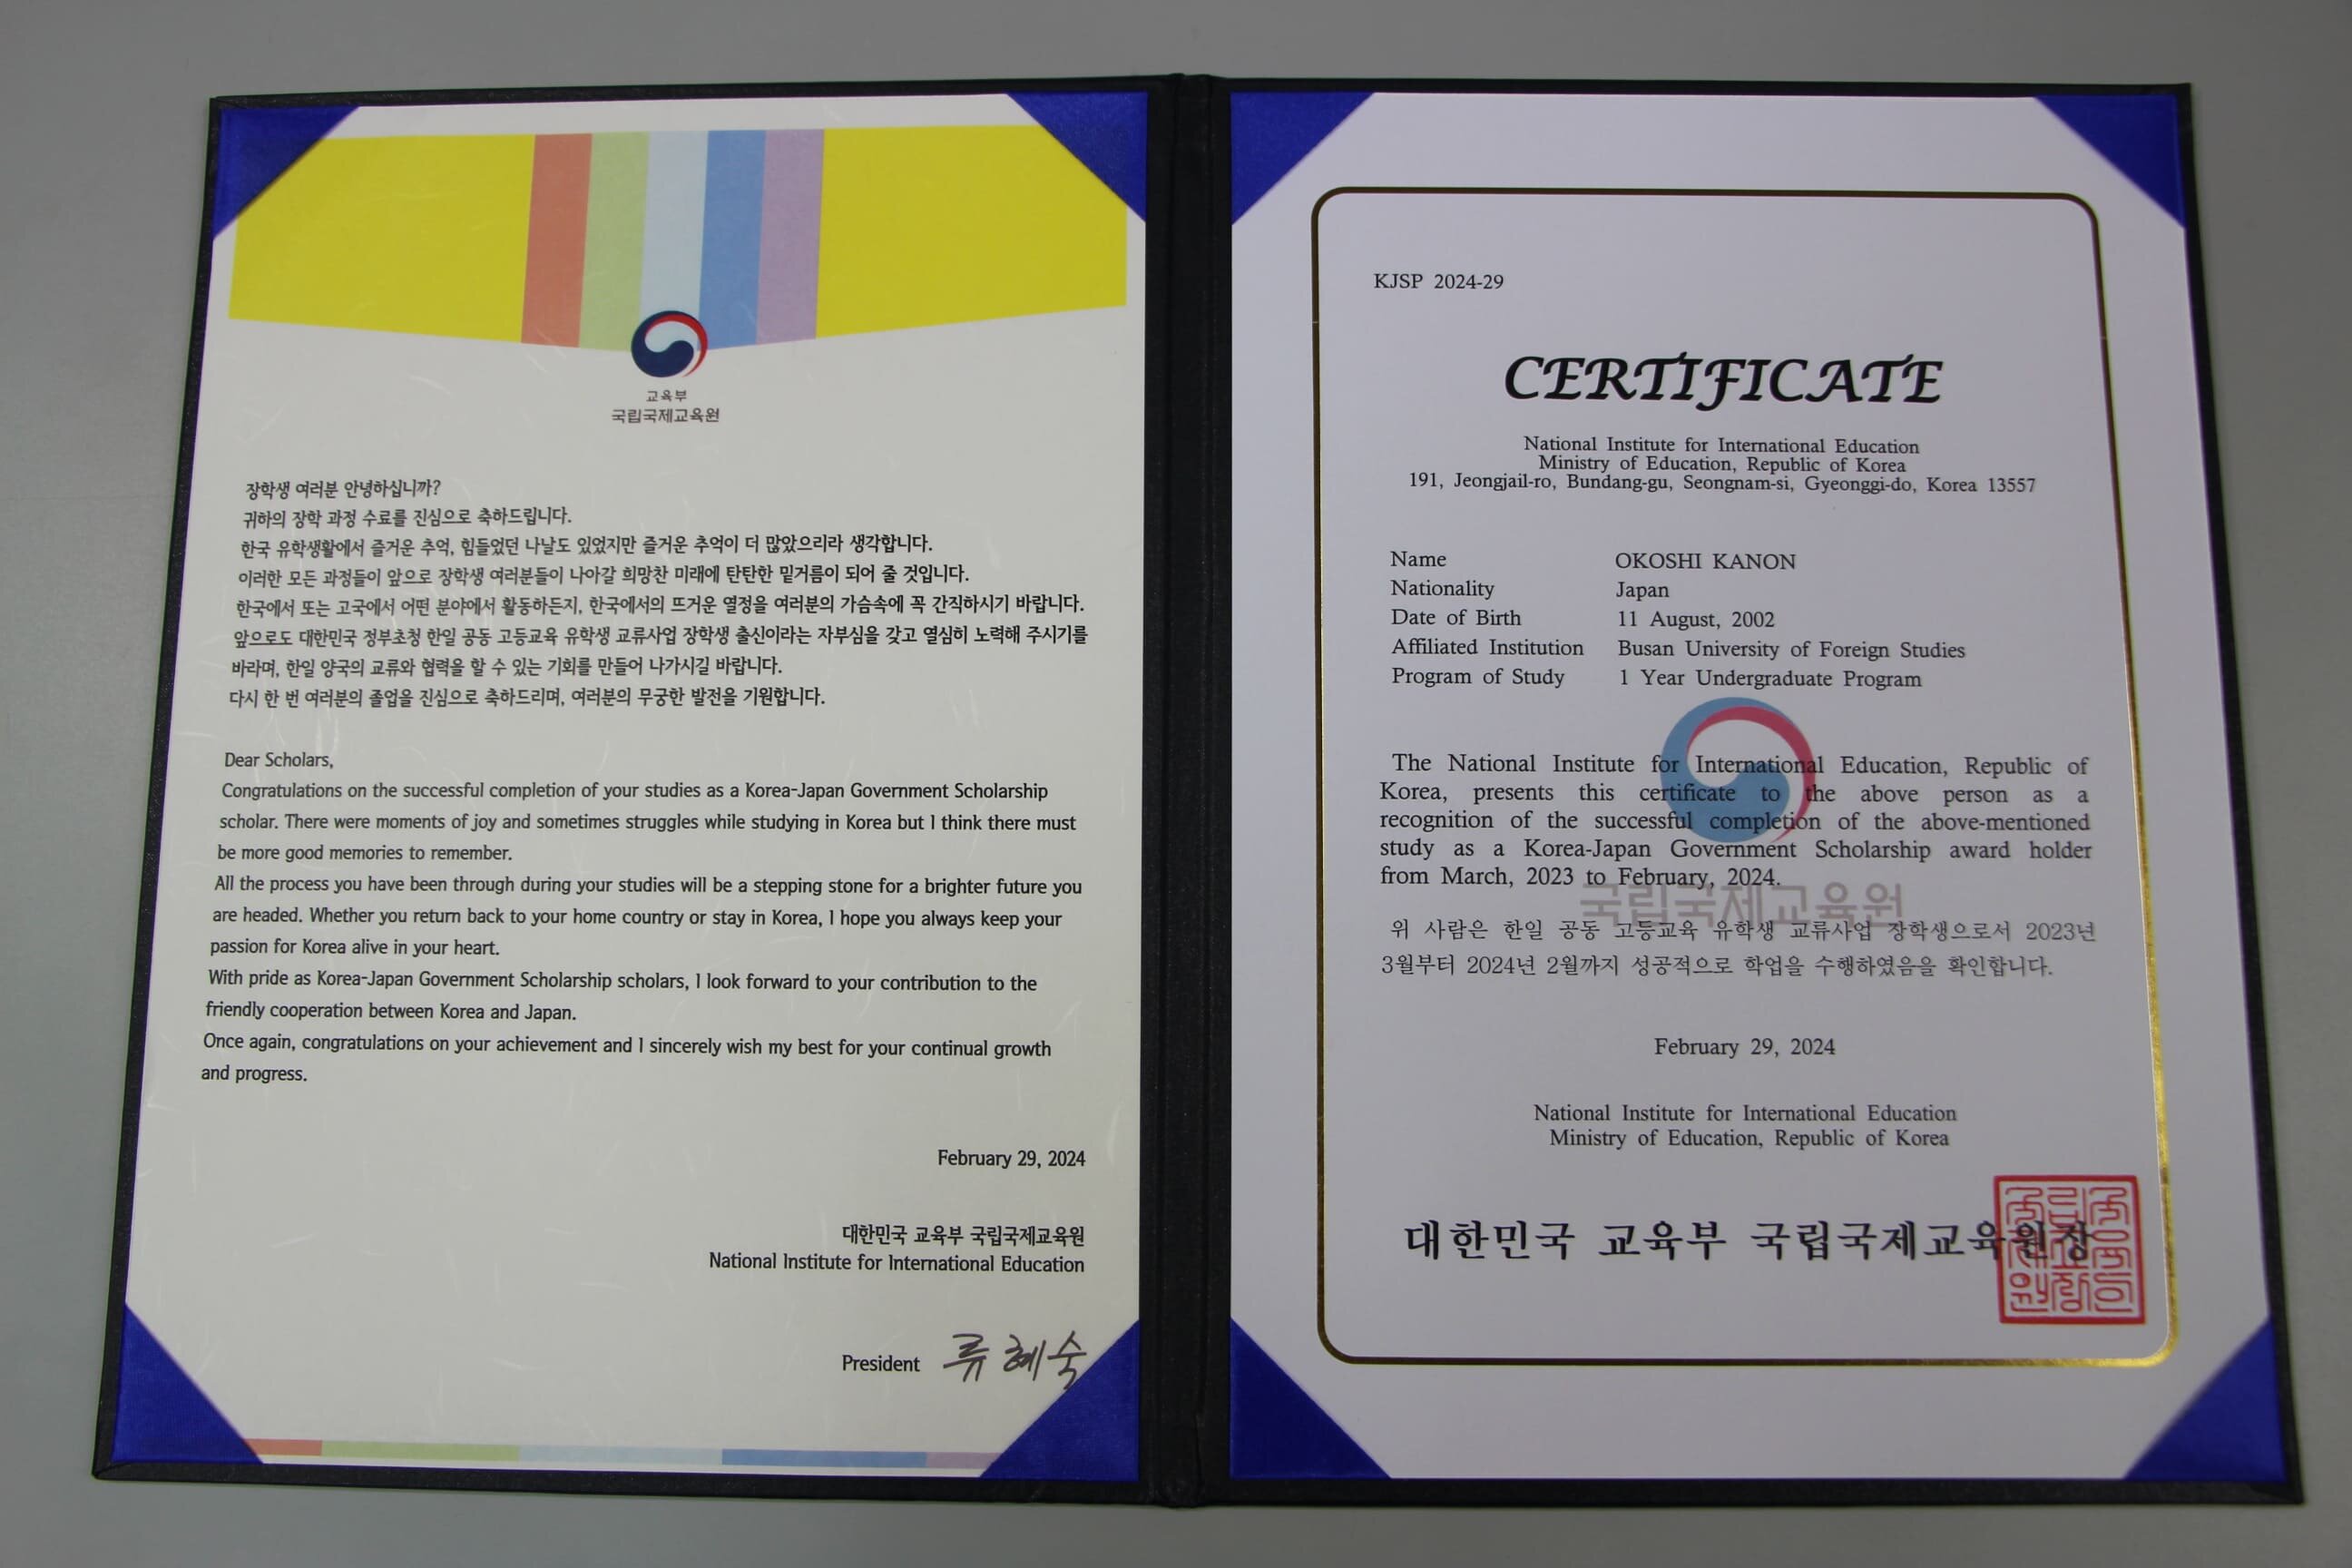 교육부
국립국제교육원
장학생 여러분 안녕하십니까?
귀하의 장학 과정 수료를 진심으로 축하드립니다.
한국 유학생활에서 즐거운 추억, 힘들었던 나날도 있었지만 즐거운 추억이 더 많았으리라 생각합니다.
이러한 모든 과정들이 앞으로 장학생 여러분들이 나아갈 희망찬 미래에 탄탄한 밑거름이 되어 줄 것입니다.
한국에서 또는 고국에서 어떤 분야에서 활동하든지, 한국에서의 뜨거운 열정을 여러분의 가슴속에 꼭 간직하시기 바랍니다.
앞으로도 대한민국 정부초청 한일 공동 고등교육 유학생 교류사업 장학생 출신이라는 자부심을 갖고 열심히 노력해 주시기를
바라며, 한일 양국의 교류와 협력을 할 수 있는 기회를 만들어 나가시길 바랍니다.
다시 한 번 여러분의 졸업을 진심으로 축하드리며, 여러분의 무궁한 발전을 기원합니다.
Dear Scholars,
Congratulations on the successful completion of your studies as a Korea-Japan Government Scholarship
scholar. There were moments of joy and sometimes struggles while studying in Korea but I think there must
be more good memories to remember.
All the process you have been through during your studies will be a stepping stone for a brighter future you
are headed. Whether you return back to your home country or stay in Korea, I hope you always keep your
passion for Korea alive in your heart.
With pride as Korea-Japan Government Scholarship scholars, I look forward to your contribution to the
friendly cooperation between Korea and Japan.
Once again, congratulations on your achievement and I sincerely wish my best for your continual growth
and progress.
February 29, 2024
대한민국 교육부 국립국제교육원
National Institute for International Education
President 류혜숙
KJSP 2024-29
CERTIFICATE
National Institute for International Education
Ministry of Education, Republic of Korea
191, Jeongjail-ro, Bundang-gu, Seongnam-si, Gyeonggi-do, Korea 13557
Name OKOSHI KANON
Nationality Japan
Date of Birth 11 August, 2002
Affiliated Institution Busan University of Foreign Studies
Program of Study 1 Year Undergraduate Program
The National Institute for International Education, Republic of
Korea, presents this certificate to the above person as a
recognition of the successful completion of the above-mentioned
study as a Korea-Japan Government Scholarship award holder
from March, 2023 to February, 2024.
국립국제교육원
위 사람은 한일 공동 고등교육 유학생 교류사업 장학생으로서 2023년
3월부터 2024년 2월까지 성공적으로 학업을 수행하였음을 확인합니다.
February 29, 2024
National Institute for International Education
Ministry of Education, Republic of Korea
대한민국 교육부 국립국제교육원장